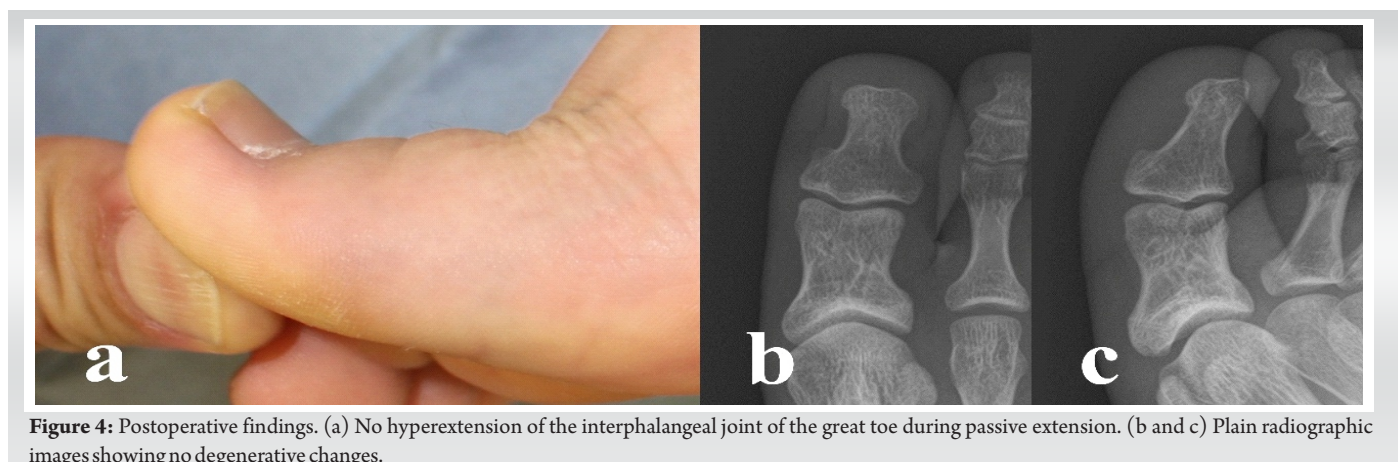 a
b
c
Figure 4: Postoperative findings. (a) No hyperextension of the interphalangeal joint of the great toe during passive extension. (b and c) Plain radiographic
images showing no degenerative changes.